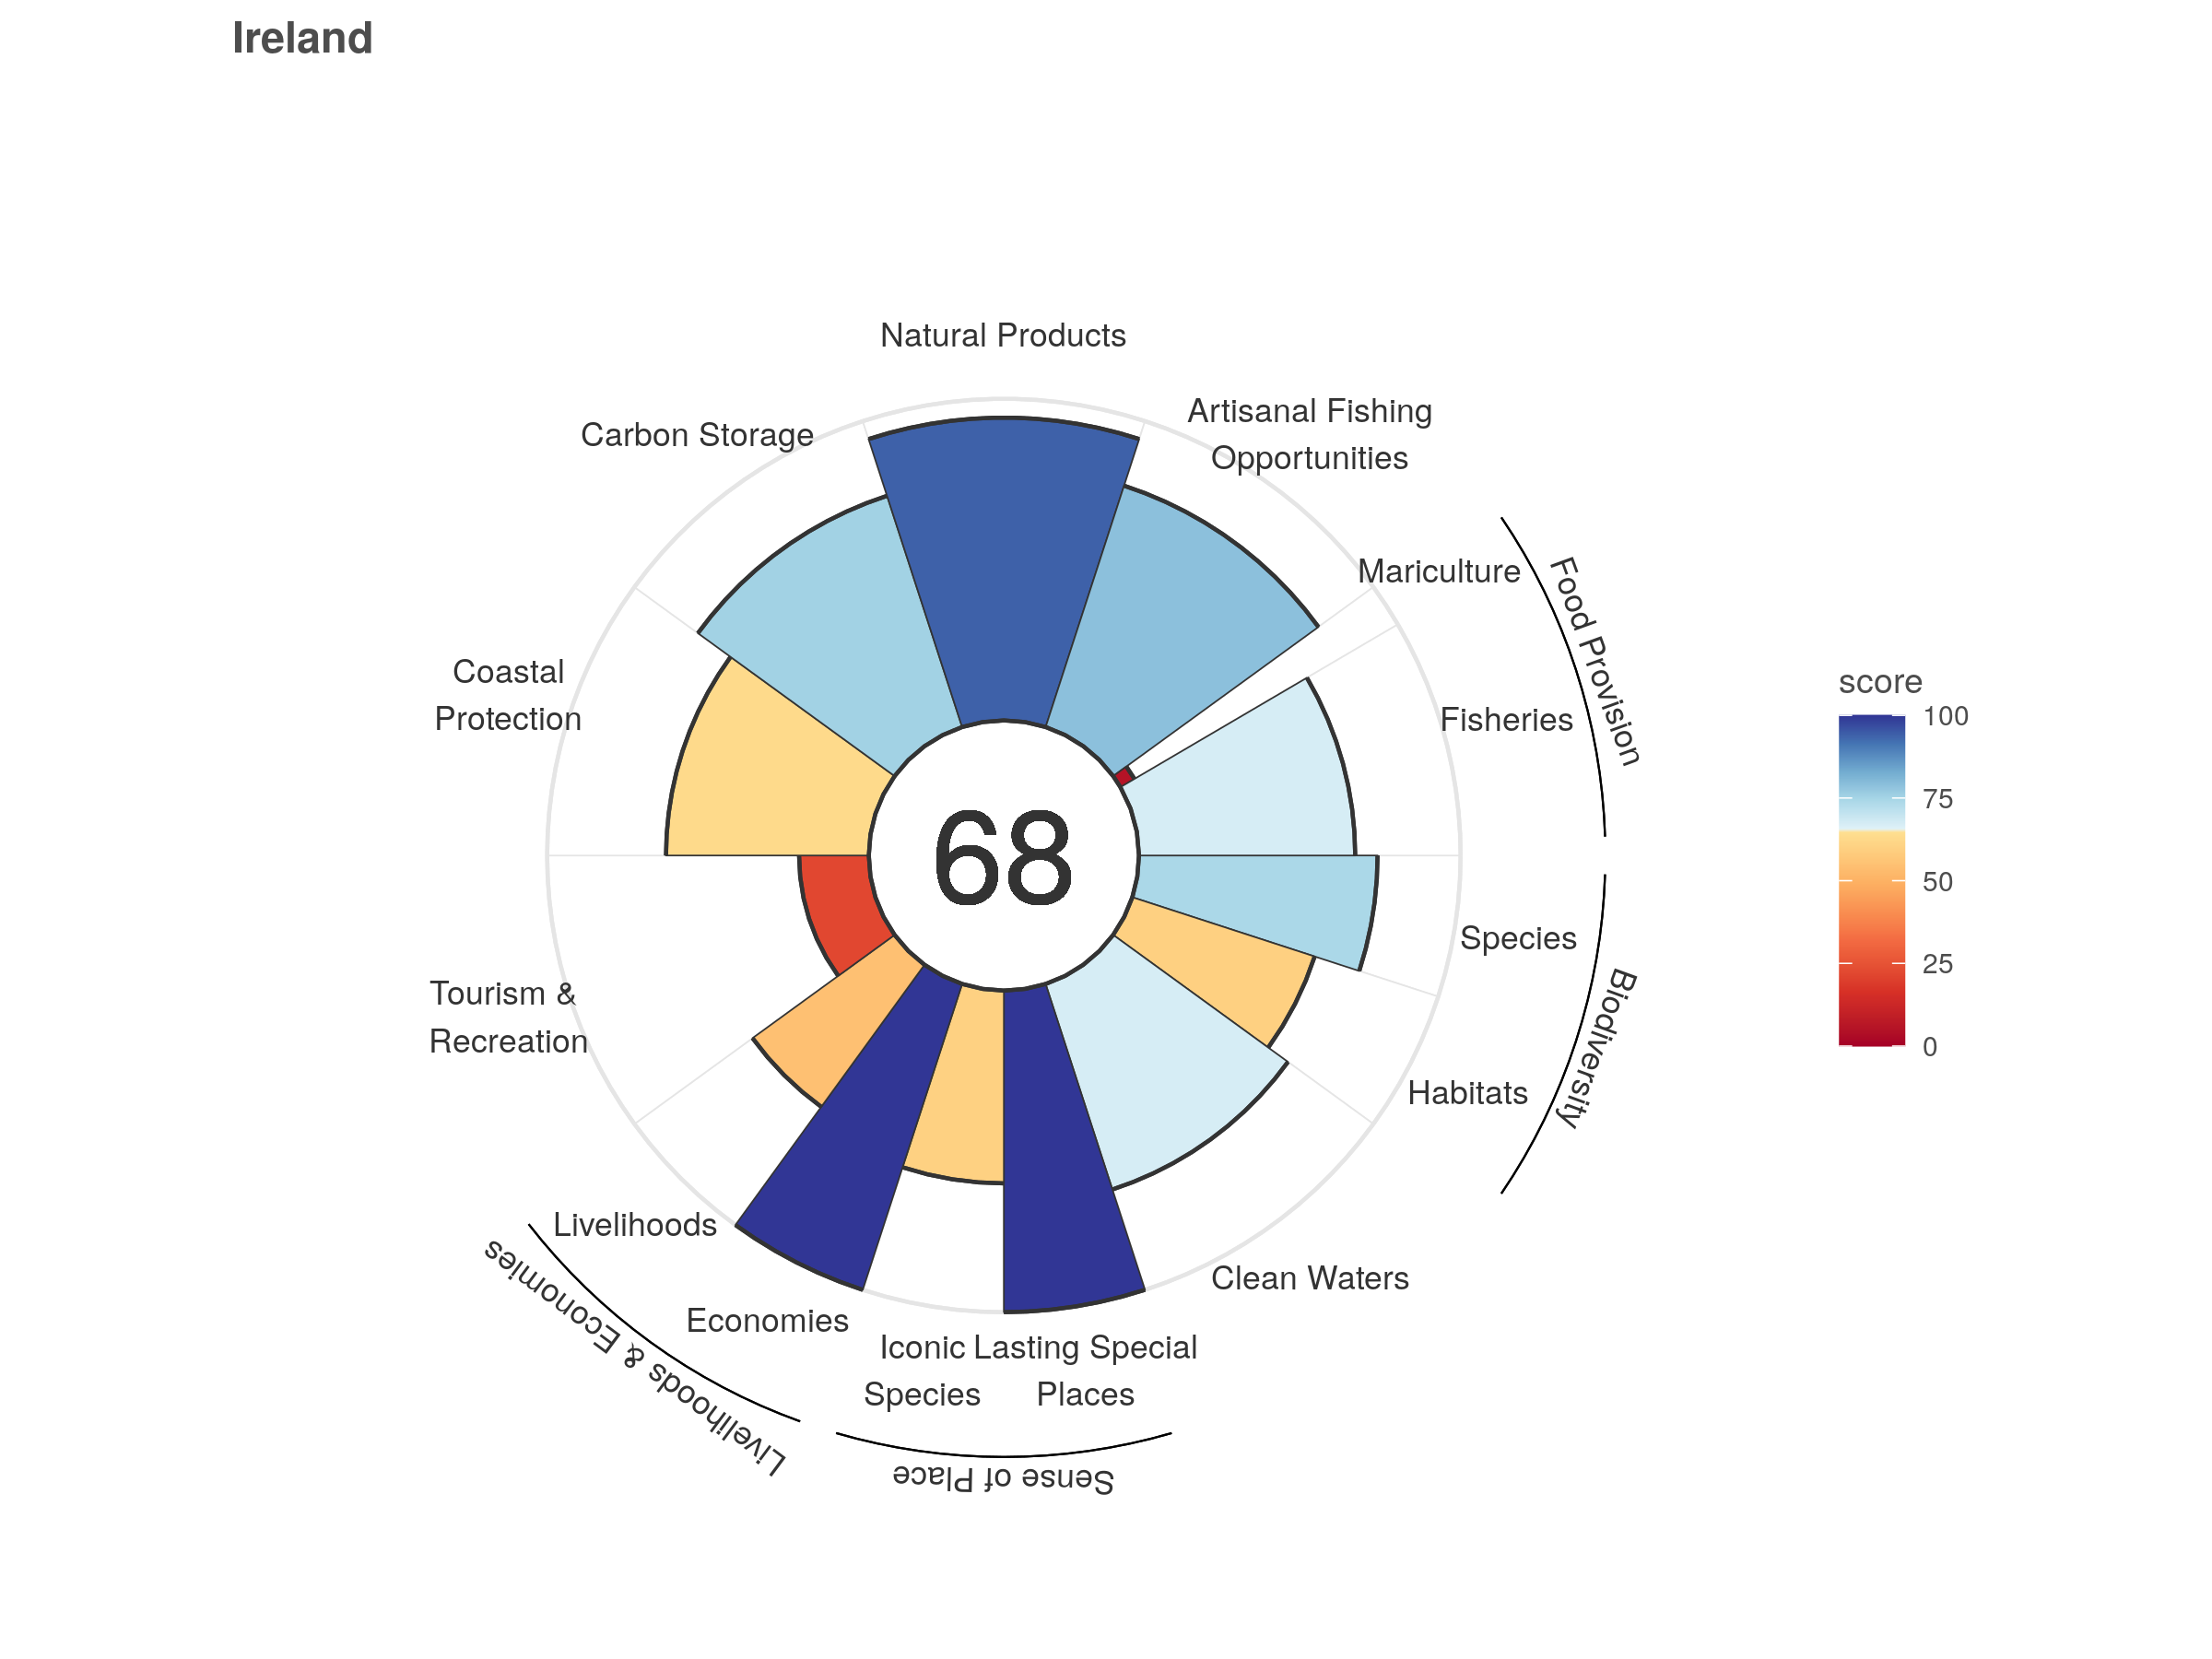 Ireland
Natural Products
Artisanal Fishing
Opportunities
Carbon Storage
Mariculture
Food Provision
Coastal
Protection
Fisheries
score
100
75
50
25
0
68
Species
Biodiversity
Tourism &
Recreation
Habitats
Livelihoods
Clean Waters
Livelihoods & Economies
Economies
Iconic
Species
Lasting Special
Places
Sense of Place